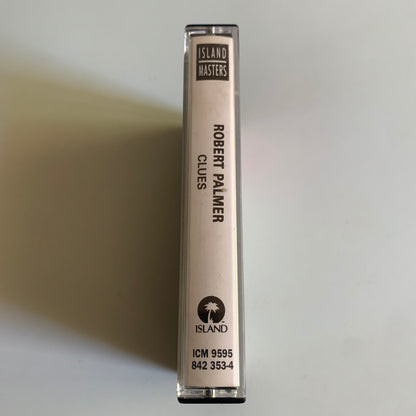 ISLAND
MASTERS
ROBERT PALMER
CLUES
ISLAND
ICM 9595
842 353-4